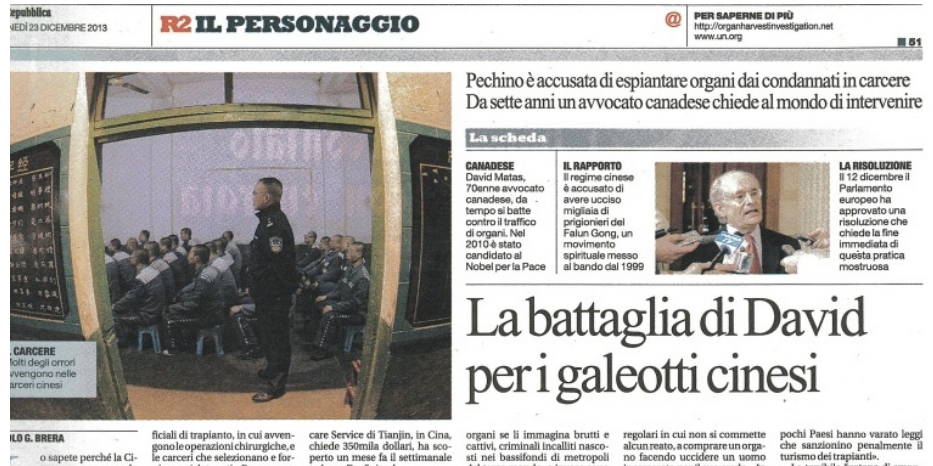 epubblica
NEDÌ 23 DICEMBRE 2013
R2 IL PERSONAGGIO
@
PER SAPERNE DI PIÙ
http://organharvestinvestigation.net
www.un.org
51
Pechino è accusata di espiantare organi dai condannati in carcere
Da sette anni un avvocato canadese chiede al mondo di intervenire
La scheda
CANADESE
David Matas,
70enne avvocato
canadese, da
tempo si batte
contro il traffico
di organi. Nel
2010 è stato
candidato al
Nobel per la Pace
IL RAPPORTO
Il regime cinese
è accusato di
avere ucciso
migliaia di
prigionieri del
Falun Gong, un
movimento
spirituale messo
al bando dal 1999
LA RISOLUZIONE
Il 12 dicembre il
Parlamento
europeo ha
approvato una
risoluzione che
chiede la fine
immediata di
questa pratica
mostruosa
La battaglia di David
per i galeotti cinesi
CARCERE
Molti degli orrori
avvengono nelle
carceri cinesi
OLO G. BRERA
o sapete perché la Ci-
ficiali di trapianto, in cui avven-
gono le operazioni chirurgiche, e
le carceri che selezionano e for-
care Service di Tianjin, in Cina,
chiede 350mila dollari, ha sco-
perto un mese fa il settimanale
organi se li immagina brutti e
cattivi, criminali incalliti nasco-
sti nei bassifondi di metropoli
regolari in cui non si commette
alcun reato, a comprare un orga-
no facendo uccidere un uomo
pochi Paesi hanno varato leggi
che sanzionino penalmente il
turismo dei trapianti».